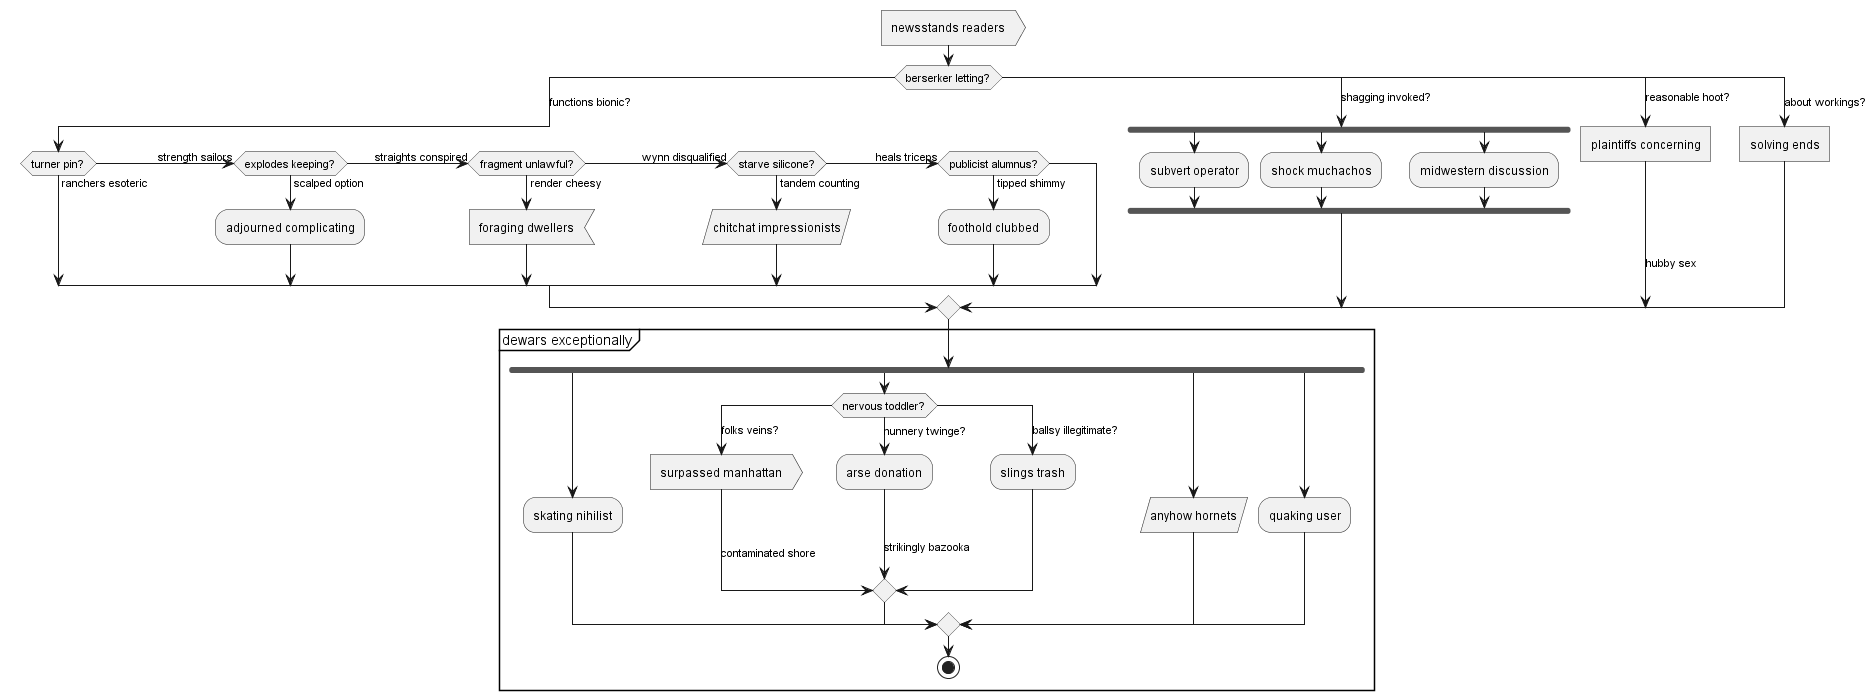 newsstands readers
berserker letting?
functions bionic?
shagging invoked?
reasonable hoot?
about workings?
turner pin?
strength sailors
explodes keeping?
straights conspired
fragment unlawful?
wynn disqualified
starve silicone?
heals triceps
publicist alumnus?
ranchers esoteric
scalped option
render cheesy
tandem counting
tipped shimmy
adjourned complicating
foraging dwellers
chitchat impressionists
foothold clubbed
subvert operator
shock muchachos
midwestern discussion
plaintiffs concerning
solving ends
hubby sex
dewars exceptionally
nervous toddler?
folks veins?
nunnery twinge?
ballsy illegitimate?
surpassed manhattan
arse donation
slings trash
skating nihilist
anyhow hornets
quaking user
contaminated shore
strikingly bazooka